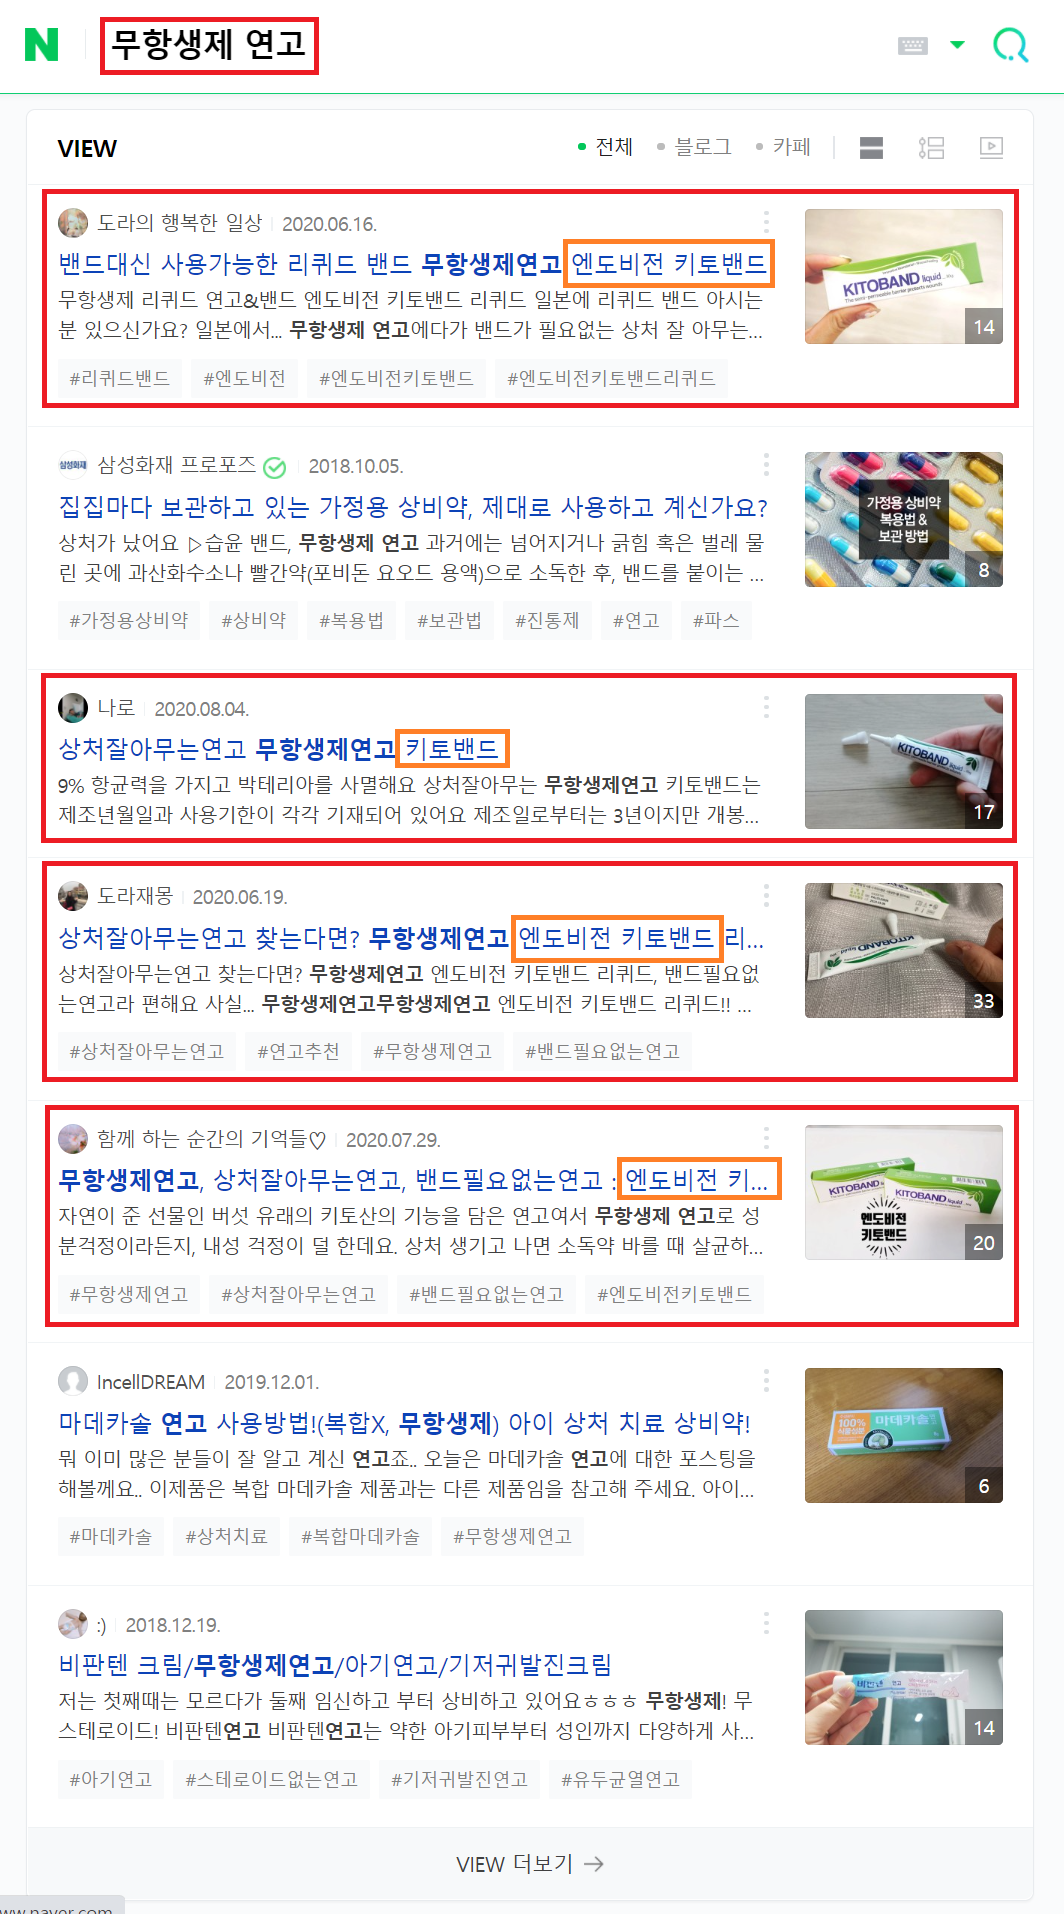 N
무항생제 연고
VIEW
전체
블로그
카페
도라의 행복한 일상 2020.06.16.
밴드대신 사용가능한 리퀴드 밴드 무항생제연고 엔도비전 키토밴드
무항생제 리퀴드 연고&밴드 엔도비전 키토밴드 리퀴드 일본에 리퀴드 밴드 아시는
분 있으신가요? 일본에서... 무항생제 연고에다가 밴드가 필요없는 상처 잘 아무는...
#리퀴드밴드 #엔도비전 #엔도비전키토밴드 #엔도비전키토밴드리퀴드
KITOBAND liquid
14
삼성화재
삼성화재 프로포즈 2018.10.05.
집집마다 보관하고 있는 가정용 상비약, 제대로 사용하고 계신가요?
상처가 났어요 ▷습윤 밴드, 무항생제 연고 과거에는 넘어지거나 긁힘 혹은 벌레 물
린 곳에 과산화수소나 빨간약(포비돈 요오드 용액)으로 소독한 후, 밴드를 붙이는 ...
#가정용상비약 #상비약 #복용법 #보관법 #진통제 #연고 #파스
가정용 상비약
복용법 &
보관 방법
8
나로 2020.08.04.
상처잘아무는연고 무항생제연고 키토밴드
9% 항균력을 가지고 박테리아를 사멸해요 상처잘아무는 무항생제연고 키토밴드는
제조년월일과 사용기한이 각각 기재되어 있어요 제조일로부터는 3년이지만 개봉...
KITOBAND liquid
17
도라재몽 2020.06.19.
상처잘아무는연고 찾는다면? 무항생제연고 엔도비전 키토밴드 리...
상처잘아무는연고 찾는다면? 무항생제연고 엔도비전 키토밴드 리퀴드, 밴드필요없
는연고라 편해요 사실... 무항생제연고무항생제연고 엔도비전 키토밴드 리퀴드!! ...
#상처잘아무는연고 #연고추천 #무항생제연고 #밴드필요없는연고
KITOBAND liquid
33
함께 하는 순간의 기억들♡ 2020.07.29.
무항생제연고, 상처잘아무는연고, 밴드필요없는연고 : 엔도비전 키...
자연이 준 선물인 버섯 유래의 키토산의 기능을 담은 연고여서 무항생제 연고로 성
분걱정이라든지, 내성 걱정이 덜 한데요. 상처 생기고 나면 소독약 바를 때 살균하...
#무항생제연고 #상처잘아무는연고 #밴드필요없는연고 #엔도비전키토밴드
KITOBAND
KITOBAND
엔도비전
키토밴드
20
IncellDREAM 2019.12.01.
마데카솔 연고 사용방법!(복합X, 무항생제) 아이 상처 치료 상비약!
뭐 이미 많은 분들이 잘 알고 계신 연고죠.. 오늘은 마데카솔 연고에 대한 포스팅을
해볼께요.. 이제품은 복합 마데카솔 제품과는 다른 제품임을 참고해 주세요. 아이...
#마데카솔 #상처치료 #복합마데카솔 #무항생제연고
100%
식물성분
마데카솔
6
:) 2018.12.19.
비판텐 크림/무항생제연고/아기연고/기저귀발진크림
저는 첫째때는 모르다가 둘째 임신하고 부터 상비하고 있어요ㅎㅎㅎ 무항생제! 무
스테로이드! 비판텐연고 비판텐연고는 약한 아기피부부터 성인까지 다양하게 사...
#아기연고 #스테로이드없는연고 #기저귀발진연고 #유두균열연고
비판텐
14
VIEW 더보기 →
www.naver.com